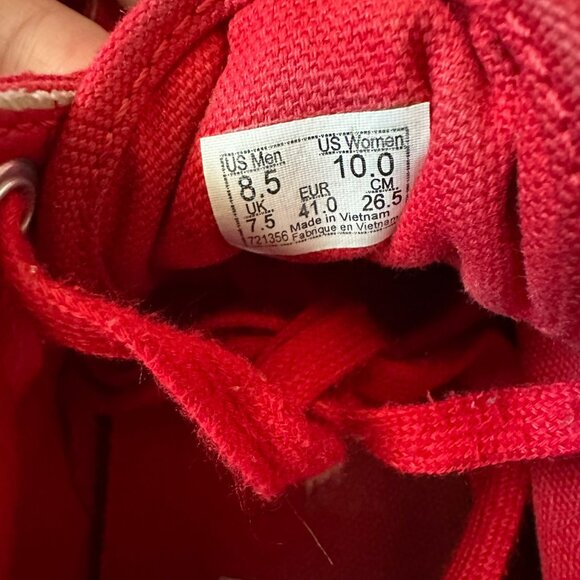 US Men US Women
8.5 10.0
UK EUR CM
7.5 41.0 26.5
Made in Vietnam
721356 Fabrique en Vietnam